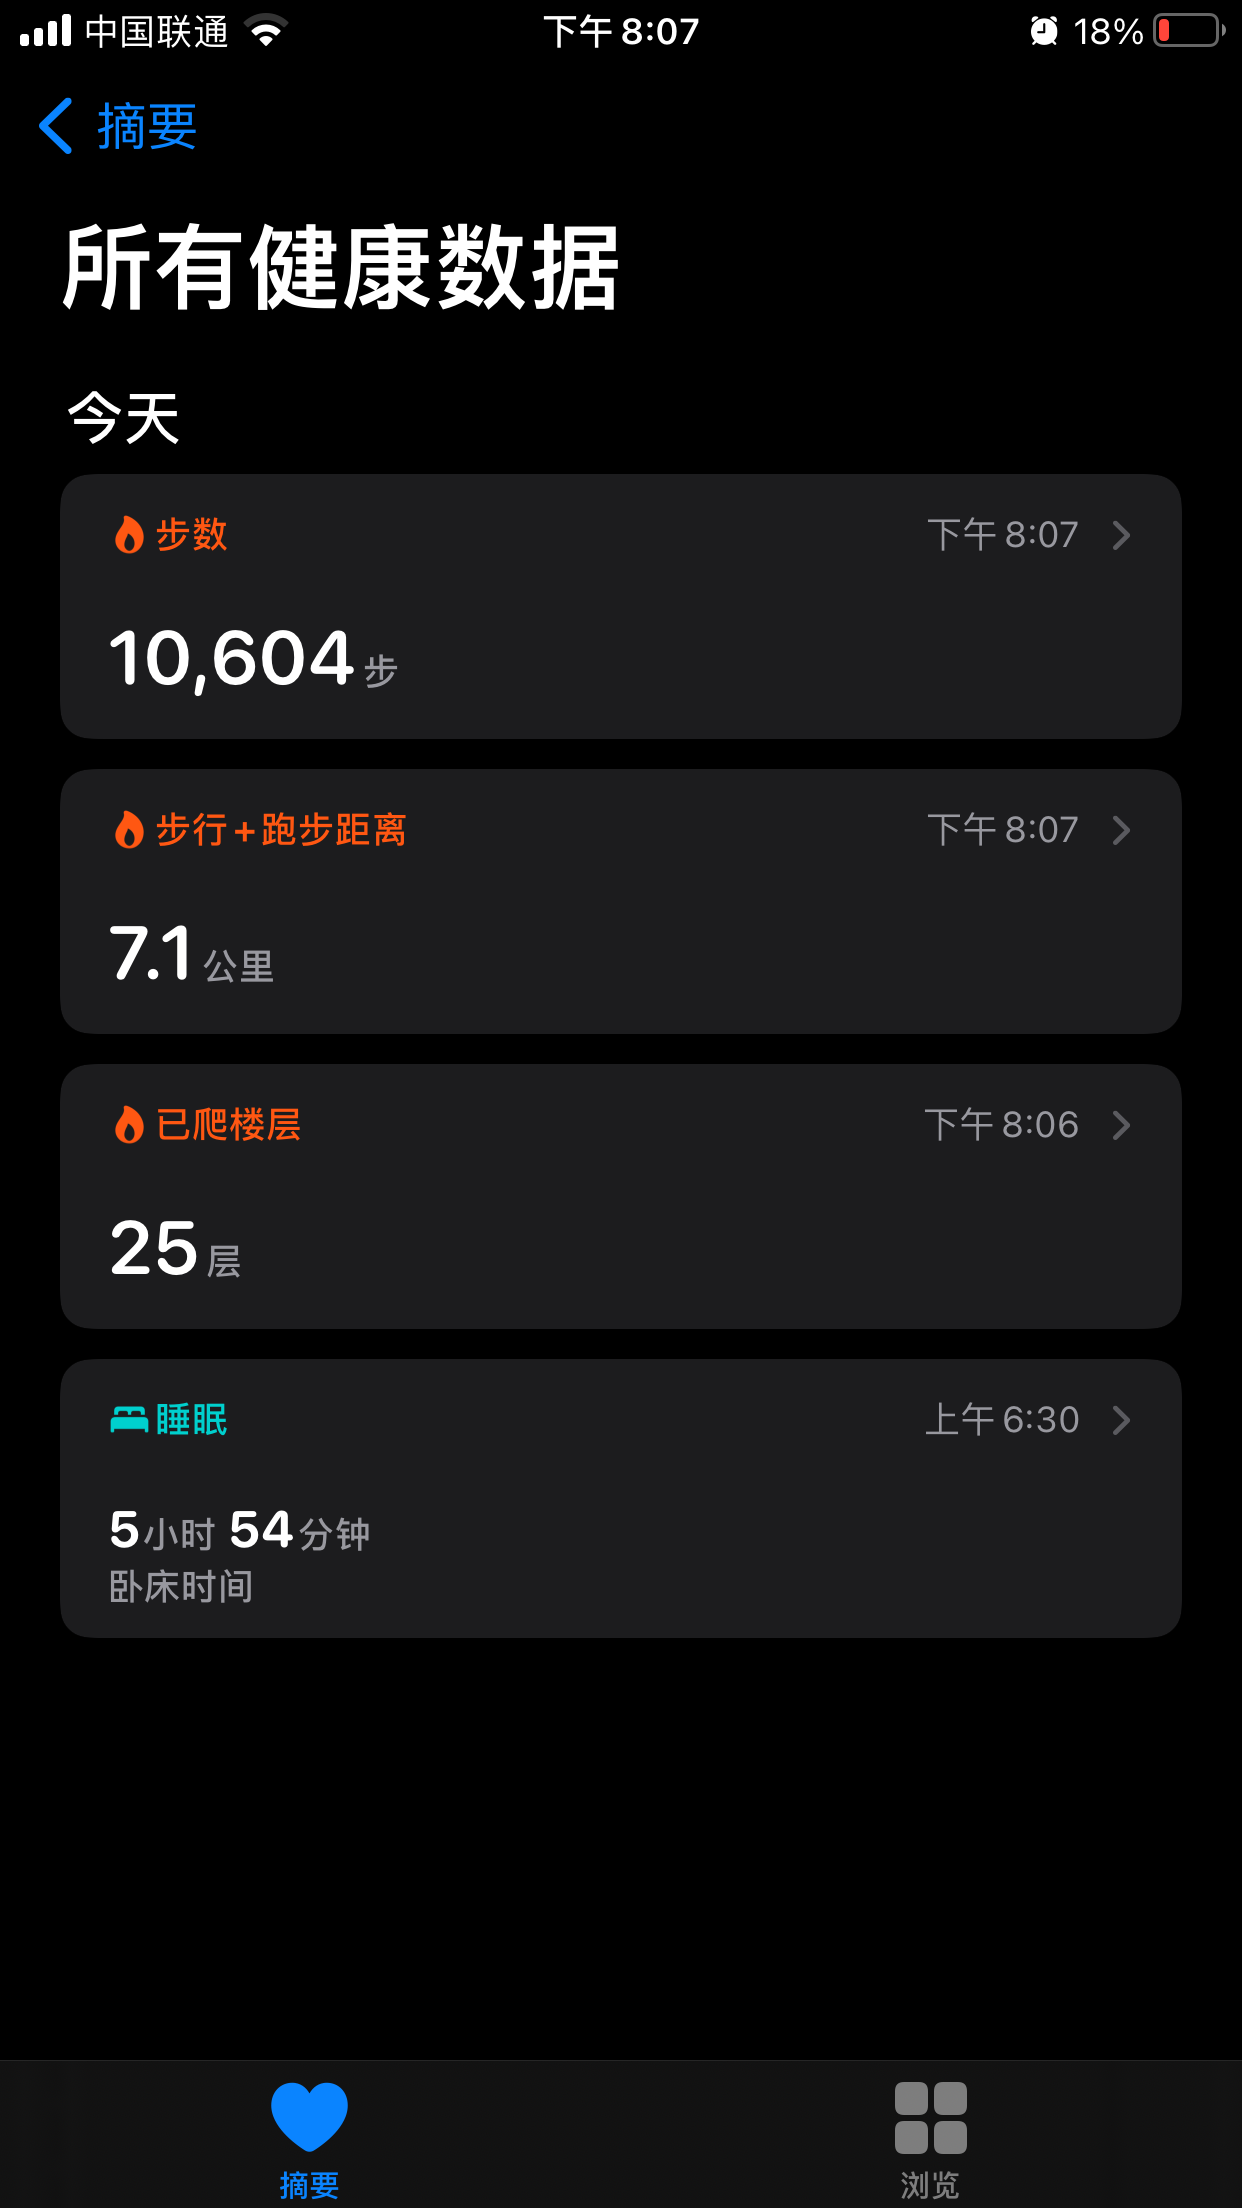 中国联通 下午 8:07 18%
摘要
所有健康数据
今天
步数 下午 8:07
10,604 步
步行+跑步距离 下午 8:07
7.1 公里
已爬楼层 下午 8:06
25 层
睡眠 上午 6:30
5小时 54分钟
卧床时间
摘要 浏览